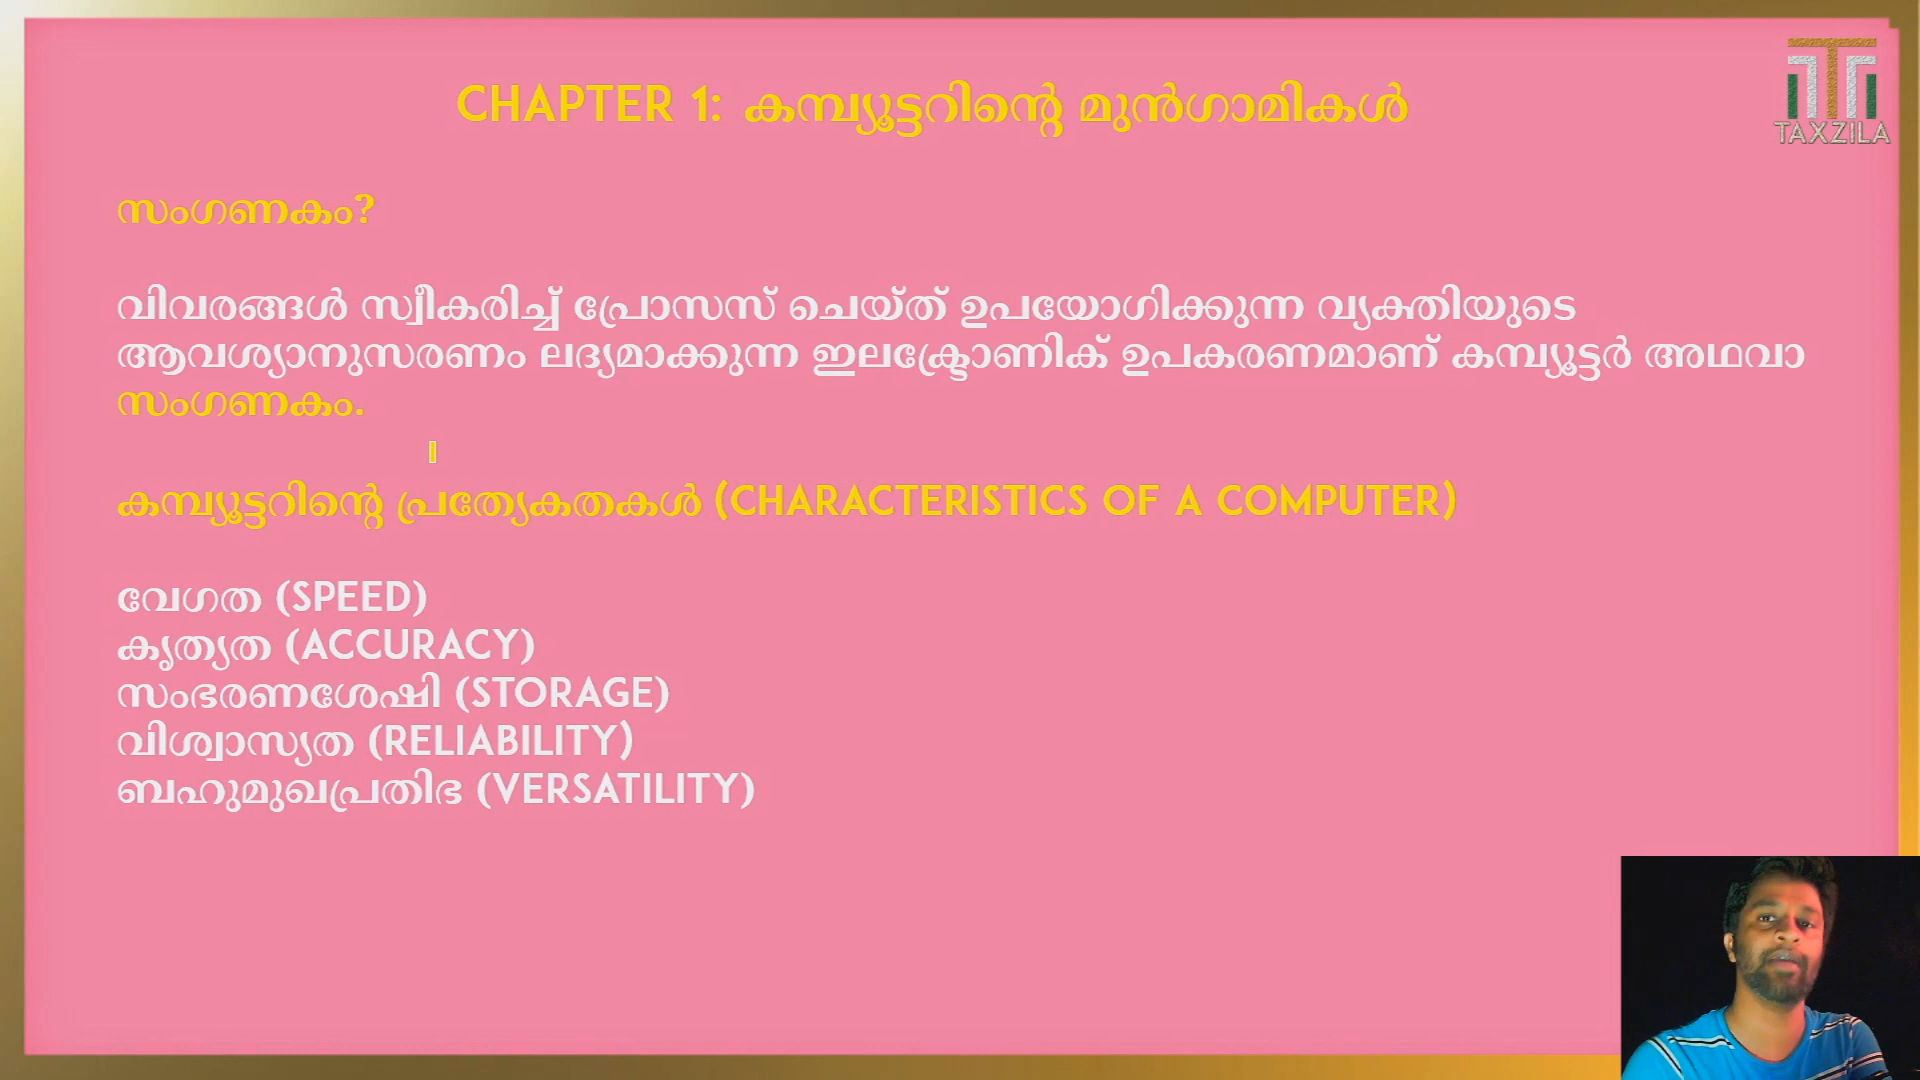 CHAPTER 1: കമ്പ്യൂട്ടറിന്റെ മുൻഗാമികൾ
TAXZILA
സംഗണകം?
വിവരങ്ങൾ സ്വീകരിച്ച് പ്രോസസ് ചെയ്ത് ഉപയോഗിക്കുന്ന വ്യക്തിയുടെ
ആവശ്യാനുസരണം ലദ്യമാക്കുന്ന ഇലക്ട്രോണിക് ഉപകരണമാണ് കമ്പ്യൂട്ടർ അഥവാ
സംഗണകം.
കമ്പ്യൂട്ടറിന്റെ പ്രത്യേകതകൾ (CHARACTERISTICS OF A COMPUTER)
വേഗത (SPEED)
കൃത്യത (ACCURACY)
സംഭരണശേഷി (STORAGE)
വിശ്വാസ്യത (RELIABILITY)
ബഹുമുഖപ്രതിഭ (VERSATILITY)